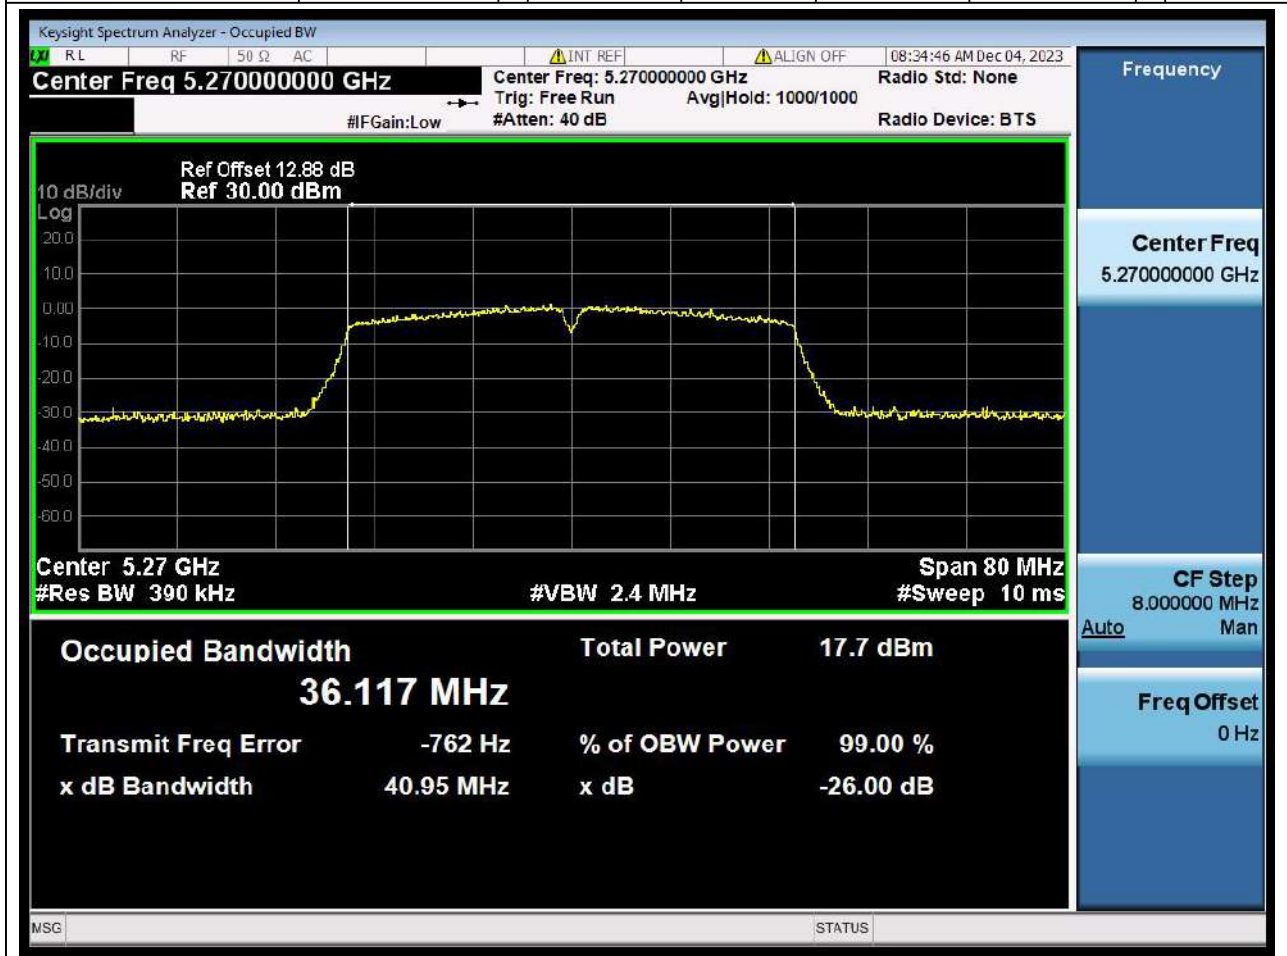 Keysight Spectrum Analyzer - Occupied BW
LXI RL RF 50 Ω AC INT REF ALIGN OFF 08:34:46 AM Dec 04, 2023
Center Freq 5.270000000 GHz
Center Freq: 5.270000000 GHz Radio Std: None
Trig: Free Run Avg|Hold: 1000/1000
#IFGain:Low #Atten: 40 dB Radio Device: BTS
Ref Offset 12.88 dB
10 dB/div Ref 30.00 dBm
Log
20.0
10.0
0.00
-10.0
-20.0
-30.0
-40.0
-50.0
-60.0
Center 5.27 GHz Span 80 MHz
#Res BW 390 kHz #VBW 2.4 MHz #Sweep 10 ms
Occupied Bandwidth Total Power 17.7 dBm
36.117 MHz
Transmit Freq Error -762 Hz % of OBW Power 99.00 %
x dB Bandwidth 40.95 MHz x dB -26.00 dB
MSG STATUS
Frequency
Center Freq
5.270000000 GHz
CF Step
8.000000 MHz
Auto Man
Freq Offset
0 Hz